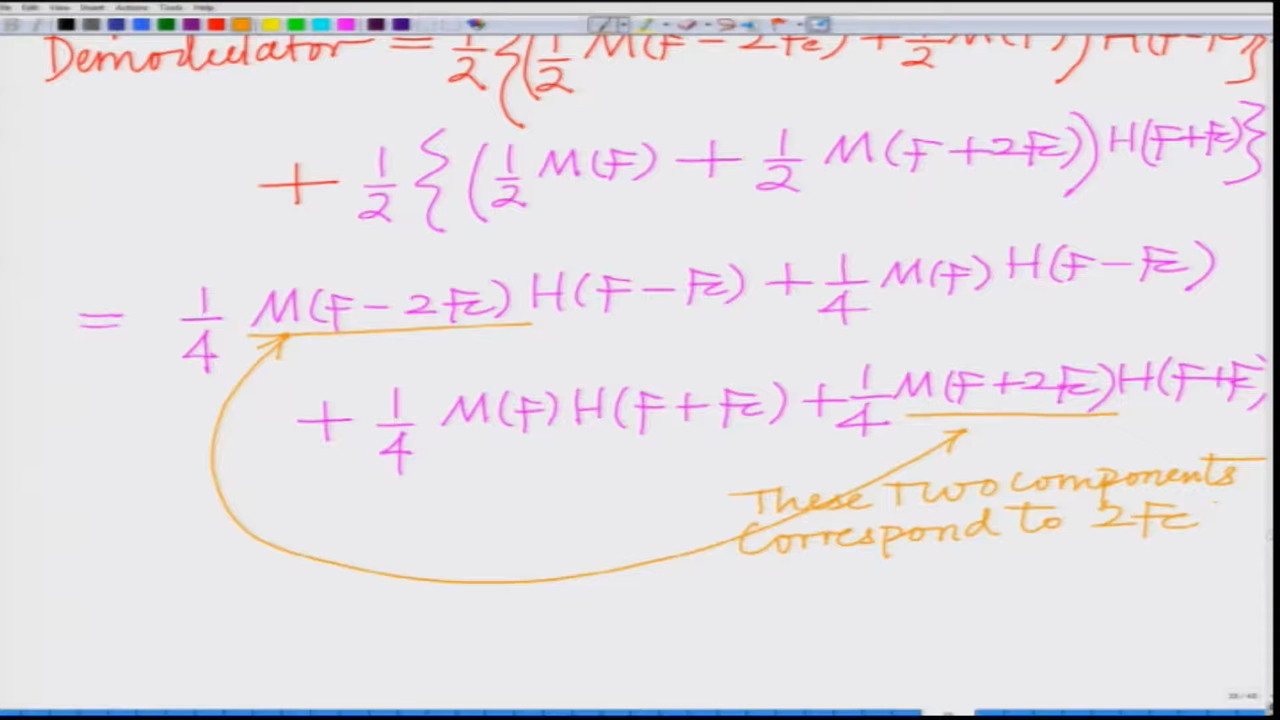 Demodulator = 1/2 {(1/2 M(F - 2Fc) + 1/2 M(F)) H(F-Fc)}
+ 1/2 {(1/2 M(F) + 1/2 M(F+2Fc)) H(F+Fc)}
= 1/4 M(F-2Fc) H(F-Fc) + 1/4 M(F) H(F-Fc)
+ 1/4 M(F) H(F+Fc) + 1/4 M(F+2Fc) H(F+Fc)
These Two components
Correspond to 2Fc